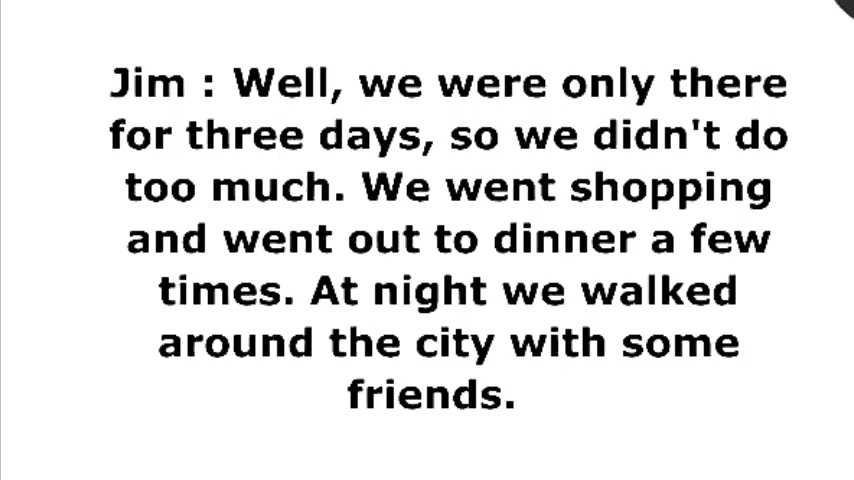 Jim : Well, we were only there
for three days, so we didn't do
too much. We went shopping
and went out to dinner a few
times. At night we walked
around the city with some
friends.